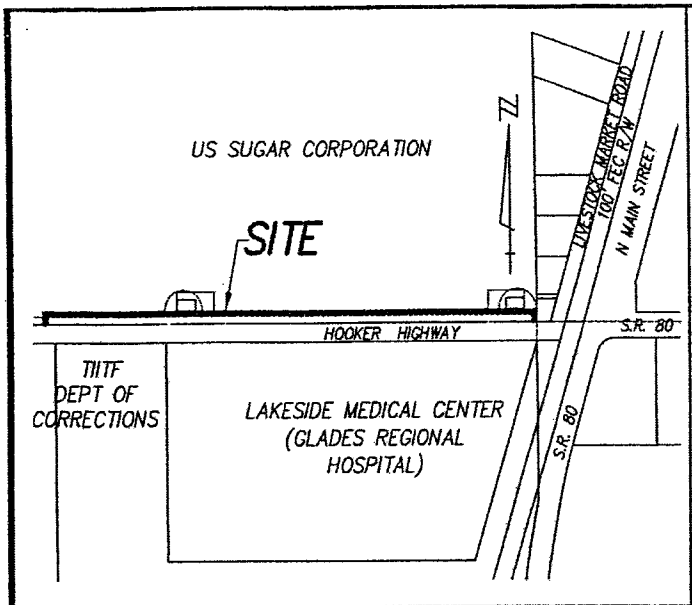 US SUGAR CORPORATION
SITE
LIVESTOCK MARKET ROAD
100' FEC R/W
N MAIN STREET
HOOKER HIGHWAY
S.R. 80
TIITF
DEPT OF
CORRECTIONS
LAKESIDE MEDICAL CENTER
(GLADES REGIONAL
HOSPITAL)
S.R. 80